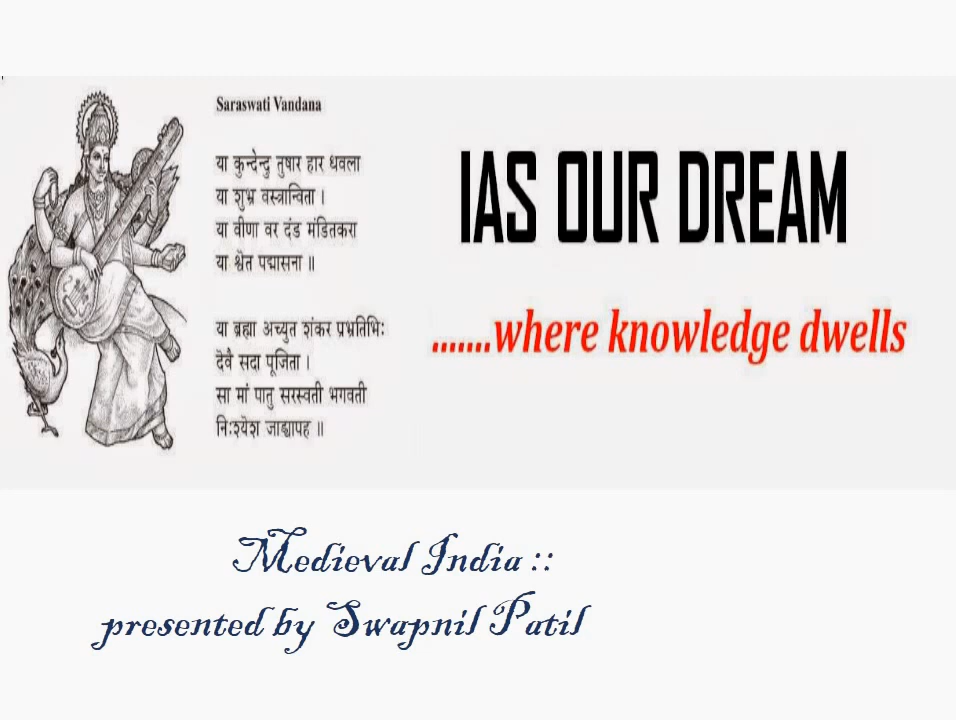 Saraswati Vandana
या कुन्देन्दु तुषार हार धवला
या शुभ्र वस्त्रान्विता ।
या वीणा वर दंड मंडितकरा
या श्वेत पद्मासना ॥
या ब्रह्मा अच्युत शंकर प्रभ्रतिभिः
देवै सदा पूजिता ।
सा मां पातु सरस्वती भगवती
निःश्येश जाड्यापह ॥
IAS OUR DREAM
.......where knowledge dwells
Medieval India ::
presented by Swapnil Patil